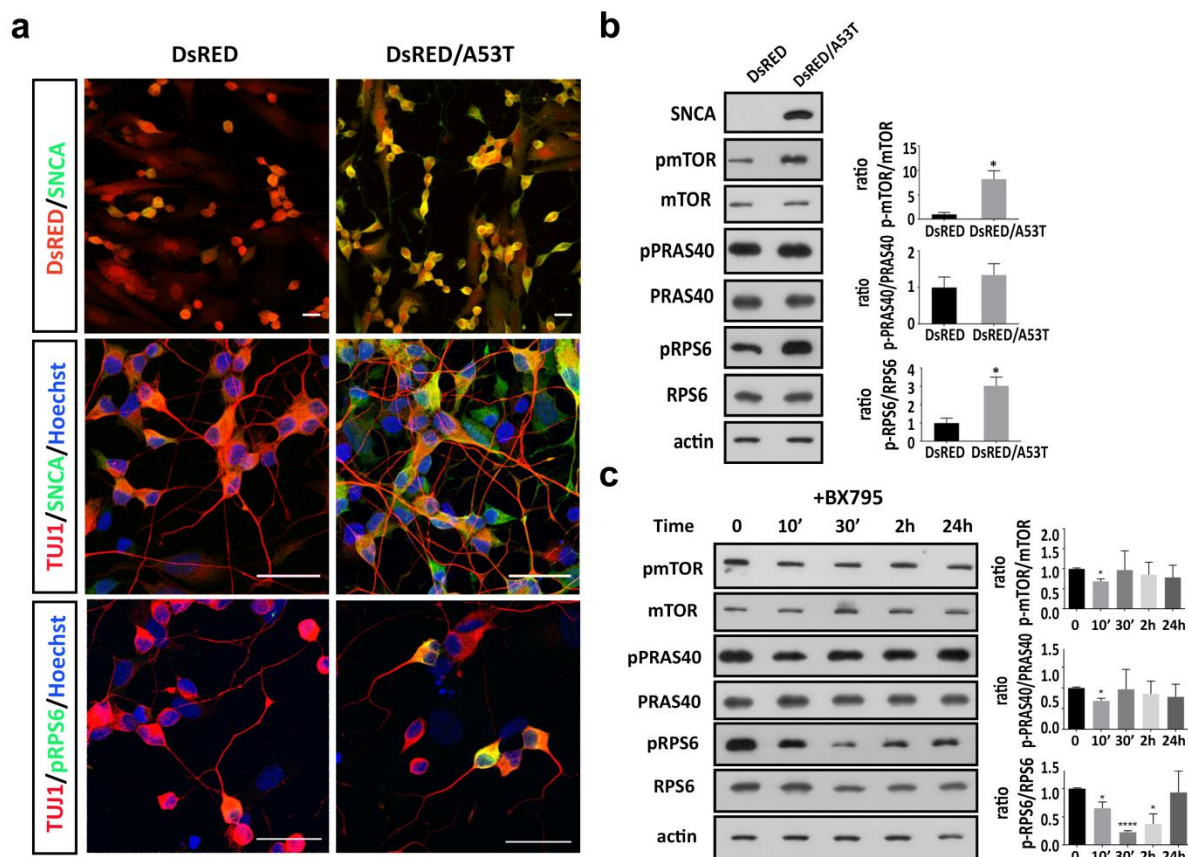 a
DsRED
DsRED/A53T
DsRED/SNCA
TUJ1/SNCA/Hoechst
TUJ1/pRPS6/Hoechst
b
DsRED
DsRED/A53T
SNCA
pmTOR
mTOR
pPRAS40
PRAS40
pRPS6
RPS6
actin
ratio
p-mTOR/mTOR
15
10
5
0
*
DsRED DsRED/A53T
ratio
p-PRAS40/PRAS40
2
1
0
DsRED DsRED/A53T
ratio
p-RPS6/RPS6
4
3
2
1
0
*
DsRED DsRED/A53T
c
+BX795
Time 0 10' 30' 2h 24h
pmTOR
mTOR
pPRAS40
PRAS40
pRPS6
RPS6
actin
ratio
p-mTOR/mTOR
2.0
1.5
1.0
0.5
0.0
*
0 10' 30' 2h 24h
ratio
p-PRAS40/PRAS40
1.5
1.0
0.5
0.0
*
0 10' 30' 2h 24h
ratio
p-RPS6/RPS6
1.5
1.0
0.5
0.0
* **** *
0 10' 30' 2h 24h